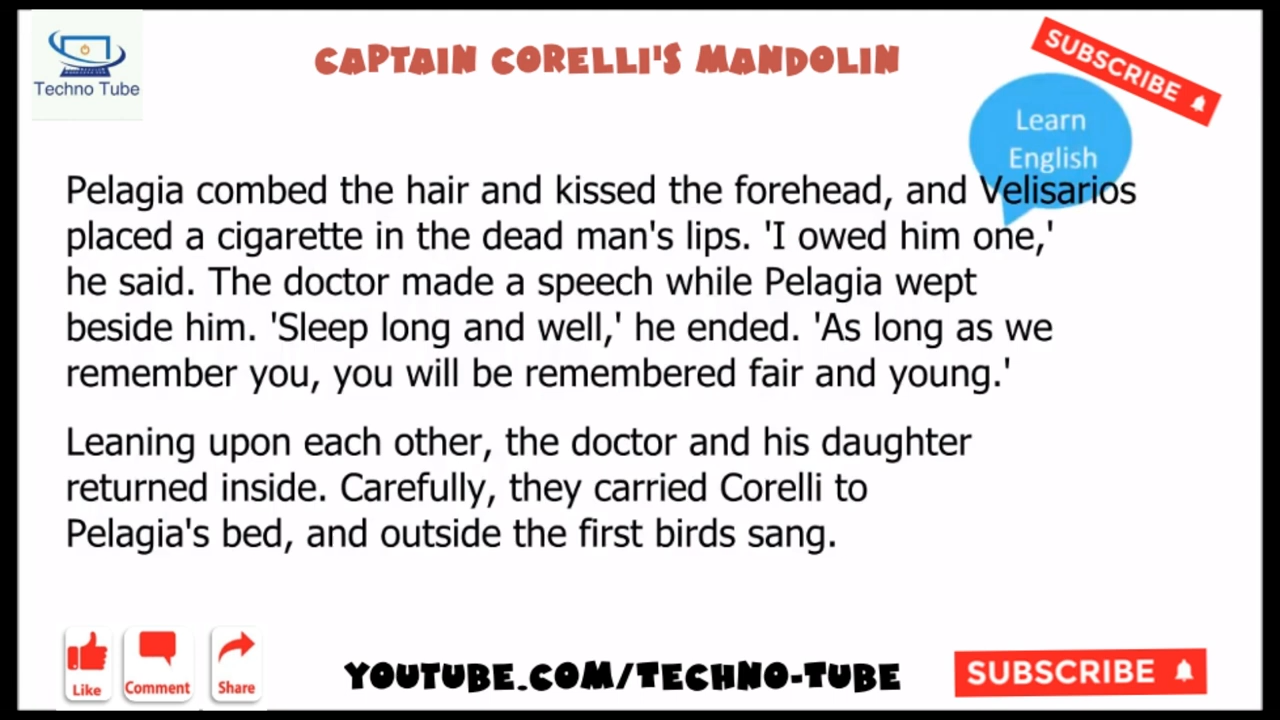 Techno Tube
CAPTAIN CORELLI'S MANDOLIN
SUBSCRIBE
Learn
English
Pelagia combed the hair and kissed the forehead, and Velisarios
placed a cigarette in the dead man's lips. 'I owed him one,'
he said. The doctor made a speech while Pelagia wept
beside him. 'Sleep long and well,' he ended. 'As long as we
remember you, you will be remembered fair and young.'
Leaning upon each other, the doctor and his daughter
returned inside. Carefully, they carried Corelli to
Pelagia's bed, and outside the first birds sang.
Like
Comment
Share
YOUTUBE.COM/TECHNO-TUBE
SUBSCRIBE